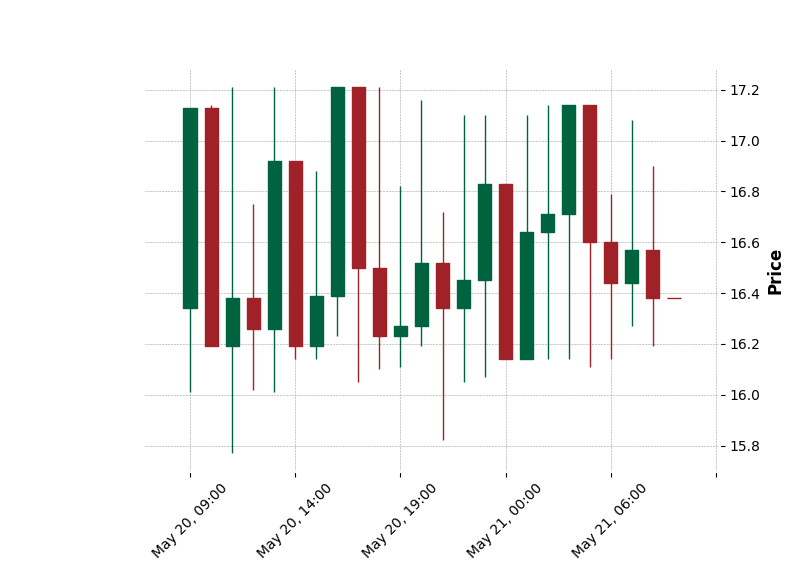 17.2
17.0
16.8
16.6
16.4
16.2
16.0
15.8
Price
May 20, 09:00
May 20, 14:00
May 20, 19:00
May 21, 00:00
May 21, 06:00